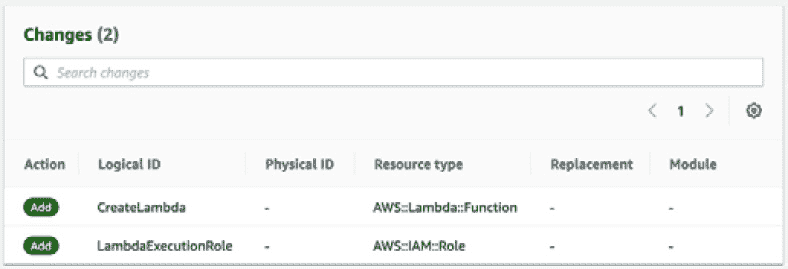 Changes (2)
Search changes
1
Action Logical ID Physical ID Resource type Replacement Module
Add CreateLambda - AWS::Lambda::Function - -
Add LambdaExecutionRole - AWS::IAM::Role - -